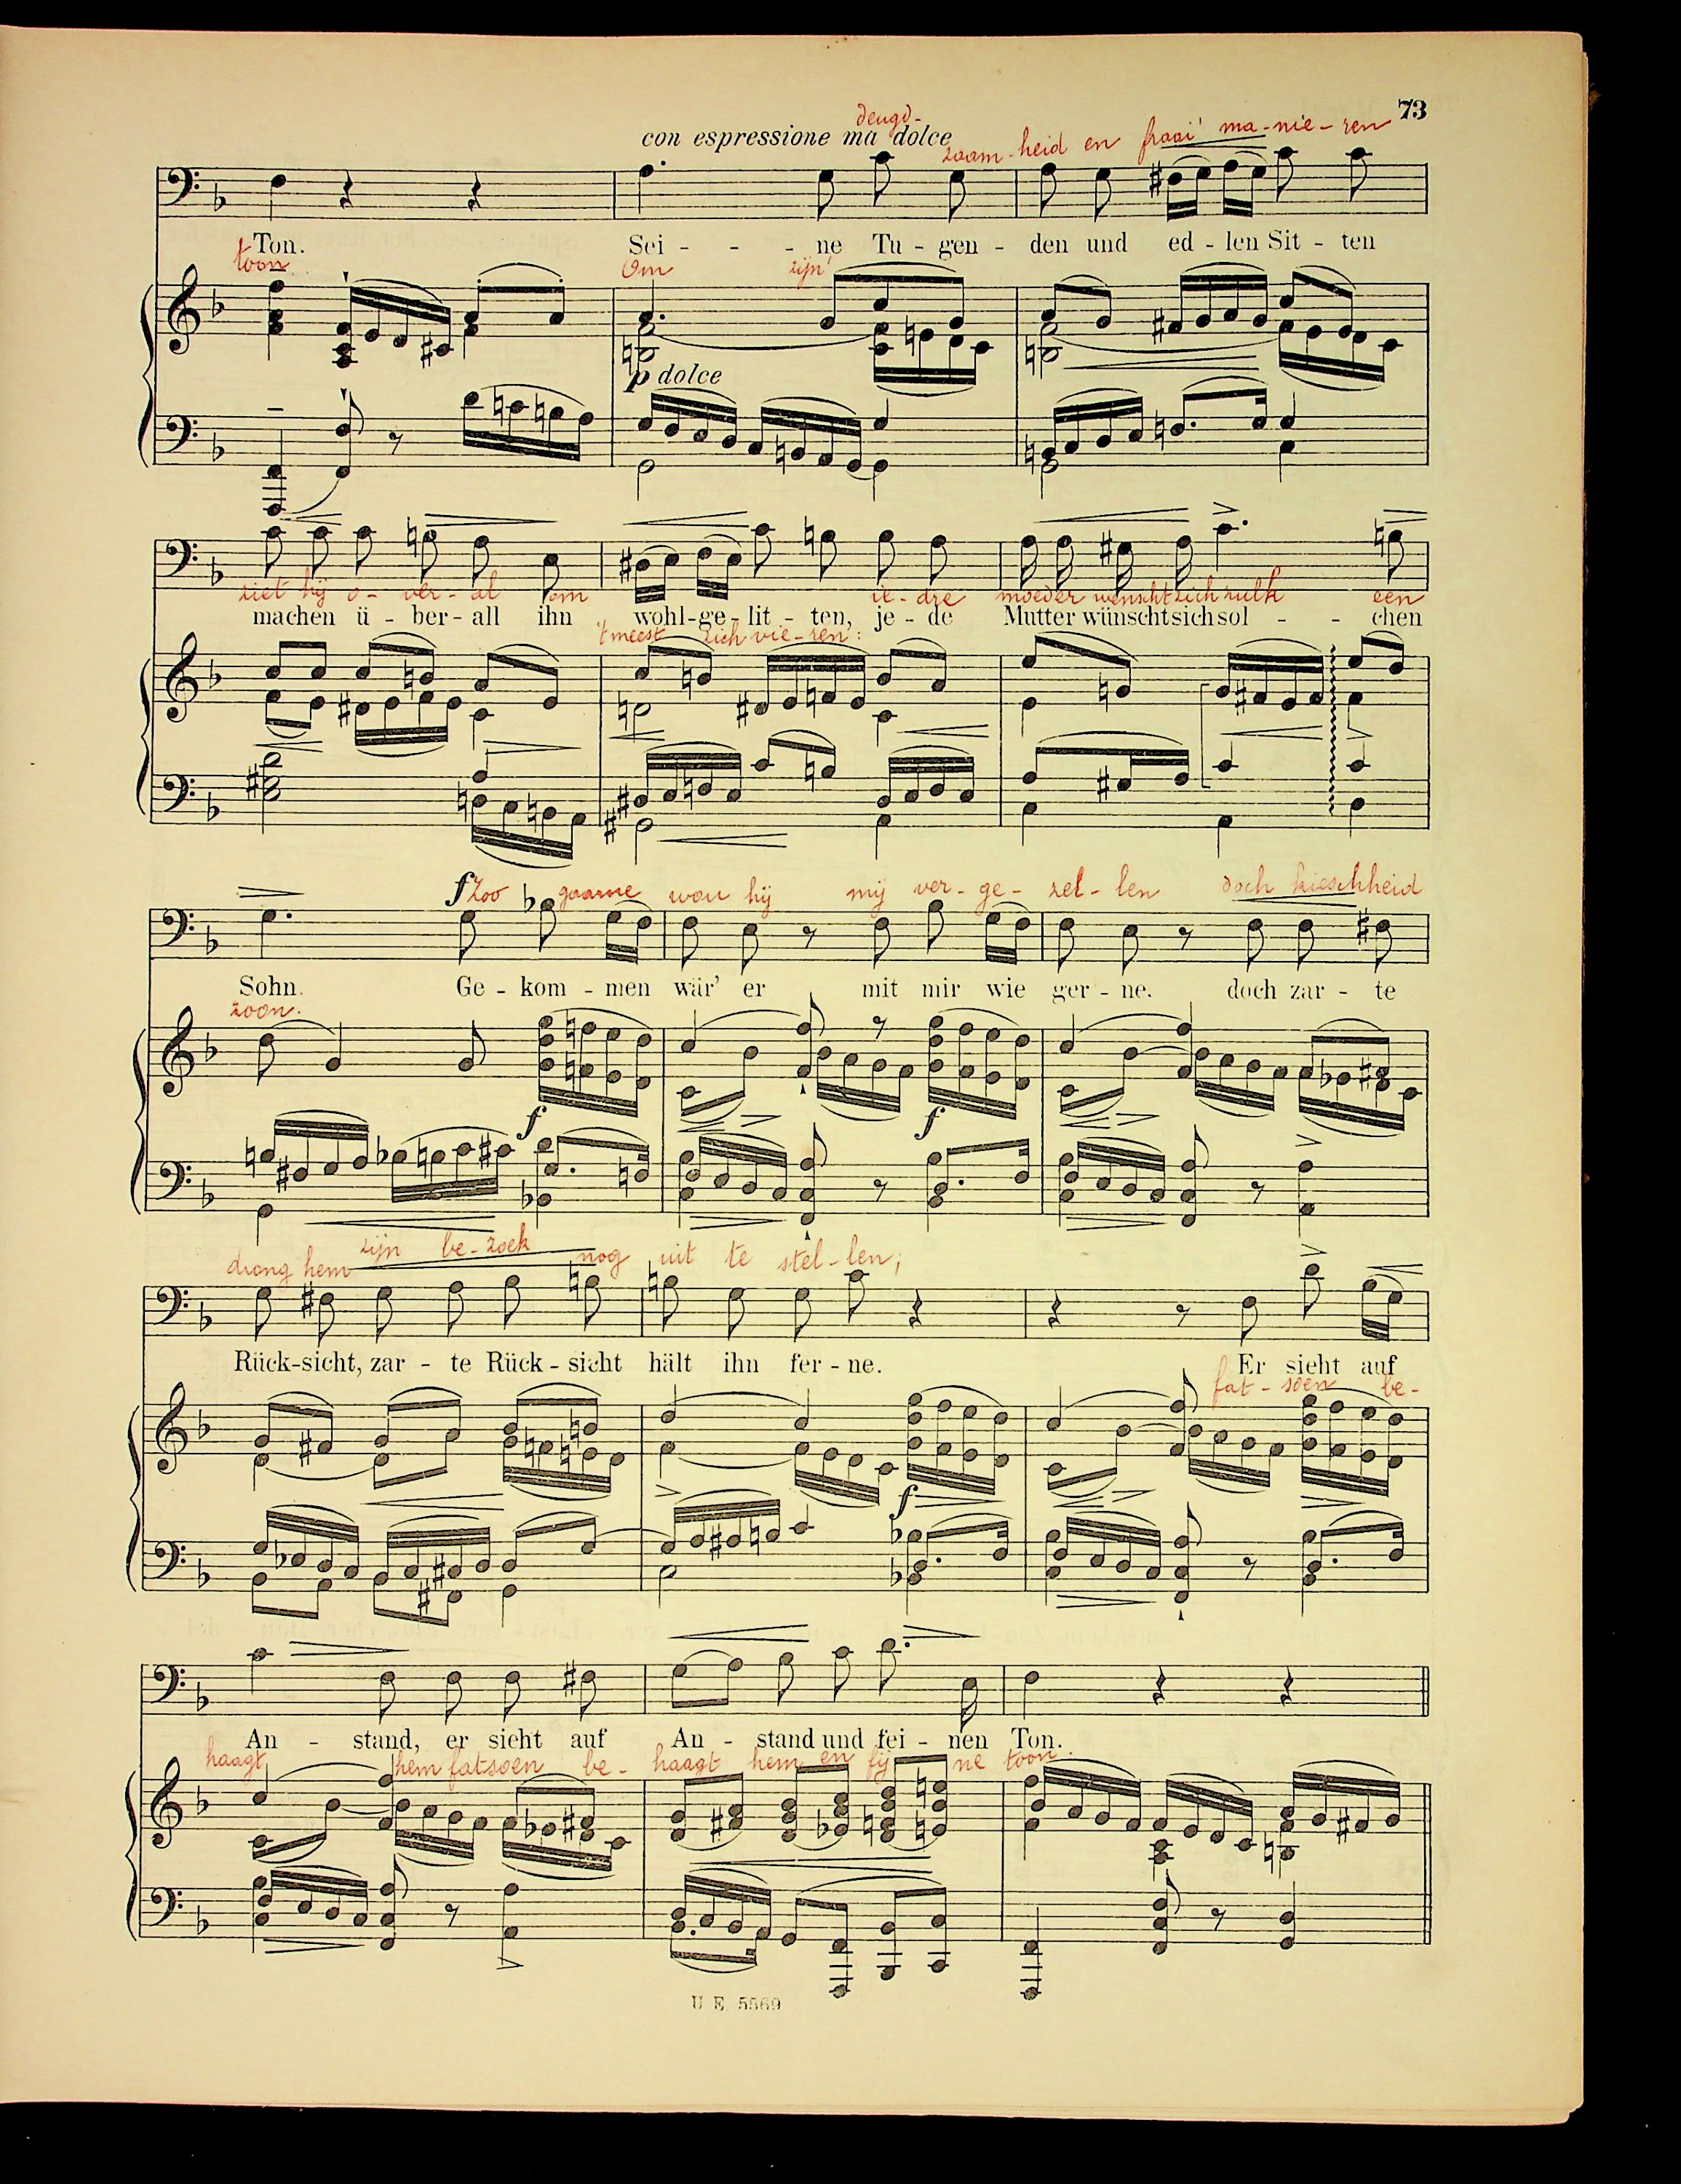 73
deugd-
con espressione ma dolce
zaam-heid en fraai' ma-nie-ren
Ton. Sei - - - ne Tu - gen - den und ed - len Sit - ten
toon Om zijn'
p dolce
ziet hij o - ver - al om ie - dre moeder wenscht zich zulk een
machen ü - ber - all ihn wohl-ge-lit - ten, je - de Mutter wünscht sich sol - - chen
't meest zich vie-ren:
f Zoo gaarne wou hij mij ver - ge - zel - len doch kieschheid
Sohn. Ge - kom - men wär' er mit mir wie ger - ne. doch zar - te
zoon.
f f
drong hem zijn be-zoek nog uit te stel-len;
Rück-sicht, zar - te Rück - sicht hält ihn fer - ne. Er sieht auf
fat - soen be-
f
An - stand, er sieht auf An - stand und fei - nen Ton.
haagt hem fatsoen be- haagt hem en fij ne toon.
U. E. 5569